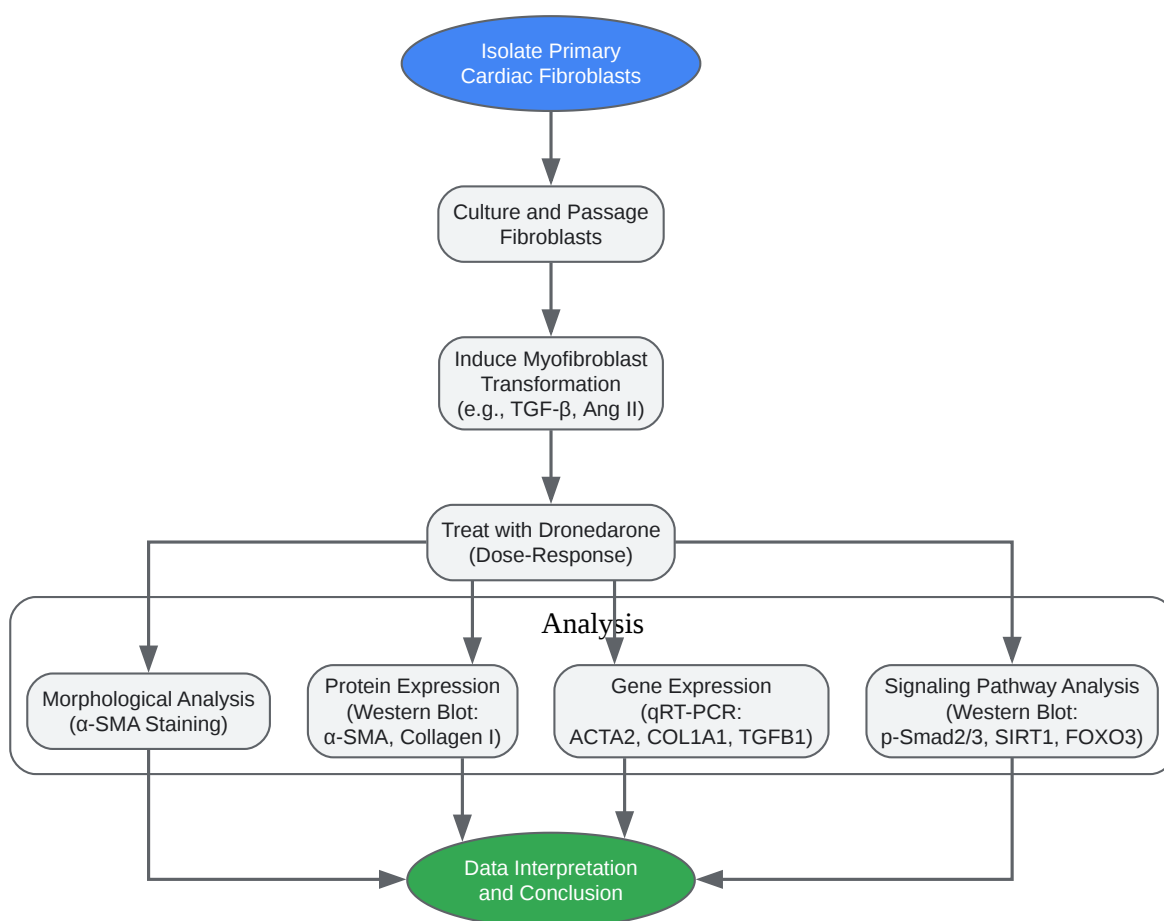 Isolate Primary
Cardiac Fibroblasts
Culture and Passage
Fibroblasts
Induce Myofibroblast
Transformation
(e.g., TGF-β, Ang II)
Treat with Dronedarone
(Dose-Response)
Analysis
Morphological Analysis
(α-SMA Staining)
Protein Expression
(Western Blot:
α-SMA, Collagen I)
Gene Expression
(qRT-PCR:
ACTA2, COL1A1, TGFB1)
Signaling Pathway Analysis
(Western Blot:
p-Smad2/3, SIRT1, FOXO3)
Data Interpretation
and Conclusion